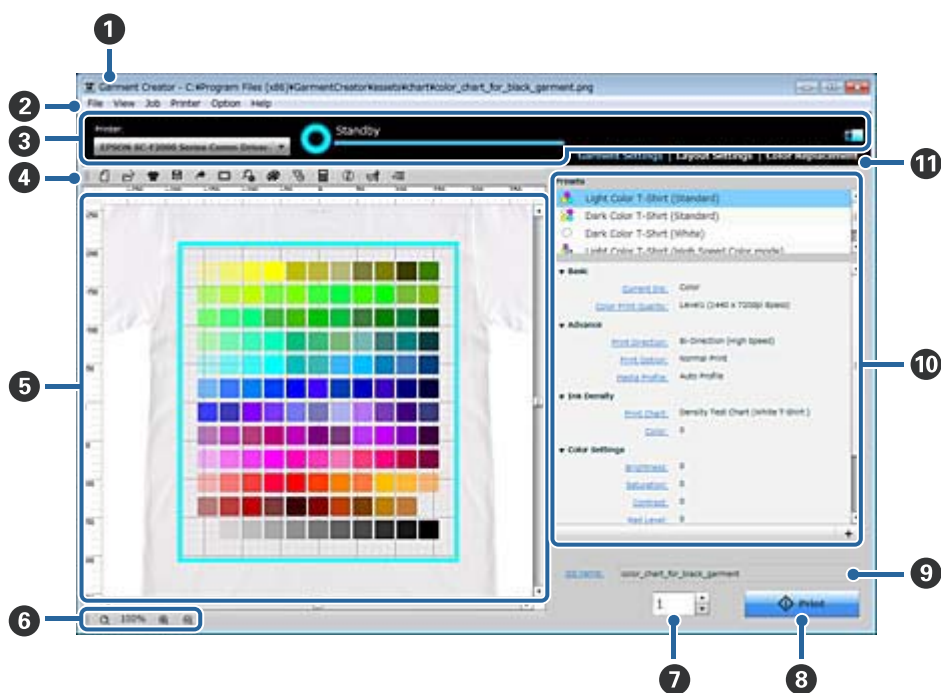 1
2
3
4
5
6
7
8
9
10
11
Garment Creator - C:¥Program Files (x86)¥GarmentCreator¥assets¥chart¥color_chart_for_black_garment.png
File View Job Printer Option Help
Printer:
EPSON SC-F2000 Series Comm Driver
Standby
Garment Settings | Layout Settings | Color Replacement
Presets
Light Color T-Shirt (Standard)
Dark Color T-Shirt (Standard)
Dark Color T-Shirt (White)
Light Color T-Shirt (High Speed Color mode)
Basic
Current Ink: Color
Color Print Quality: Level1 (1440 x 720dpi Speed)
Advance
Print Direction: Bi-Direction (High Speed)
Print Option: Normal Print
Media Profile: Auto Profile
Ink Density
Print Chart: Density Test Chart (White T-Shirt )
Color: 0
Color Settings
Brightness: 0
Saturation: 0
Contrast: 0
Red Level: 0
Job Name: color_chart_for_black_garment
100%
1
Print